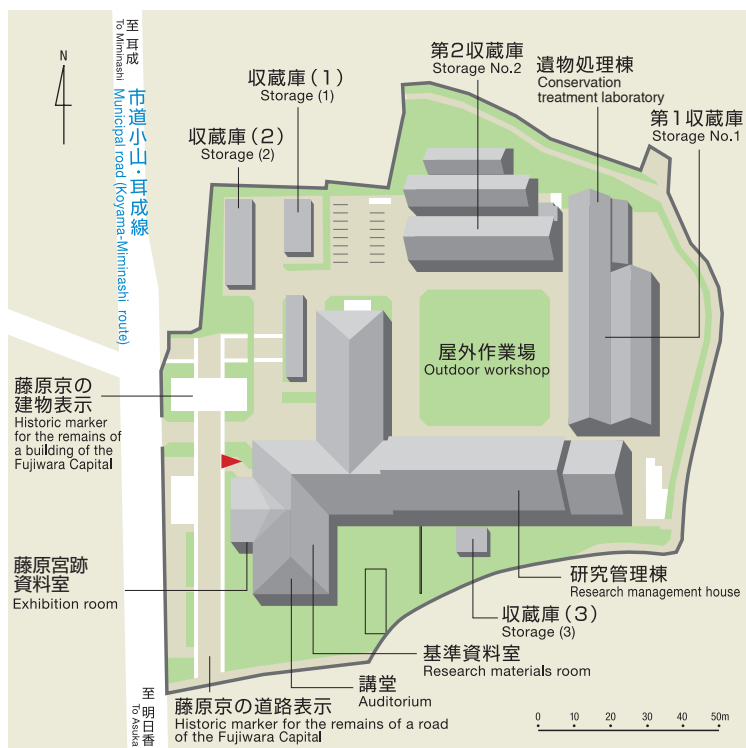 至 耳成
To Miminashi
市道小山・耳成線
Municipal road (Koyama-Miminashi route)
N
収蔵庫(1)
Storage (1)
収蔵庫(2)
Storage (2)
第2収蔵庫
Storage No.2
遺物処理棟
Conservation
treatment laboratory
第1収蔵庫
Storage No.1
屋外作業場
Outdoor workshop
藤原京の
建物表示
Historic marker
for the remains of
a building of the
Fujiwara Capital
藤原宮跡
資料室
Exhibition room
研究管理棟
Research management house
収蔵庫(3)
Storage (3)
基準資料室
Research materials room
講堂
Auditorium
藤原京の道路表示
Historic marker for the remains of a road
of the Fujiwara Capital
至 明日香
To Asuka
0 10 20 30 40 50m